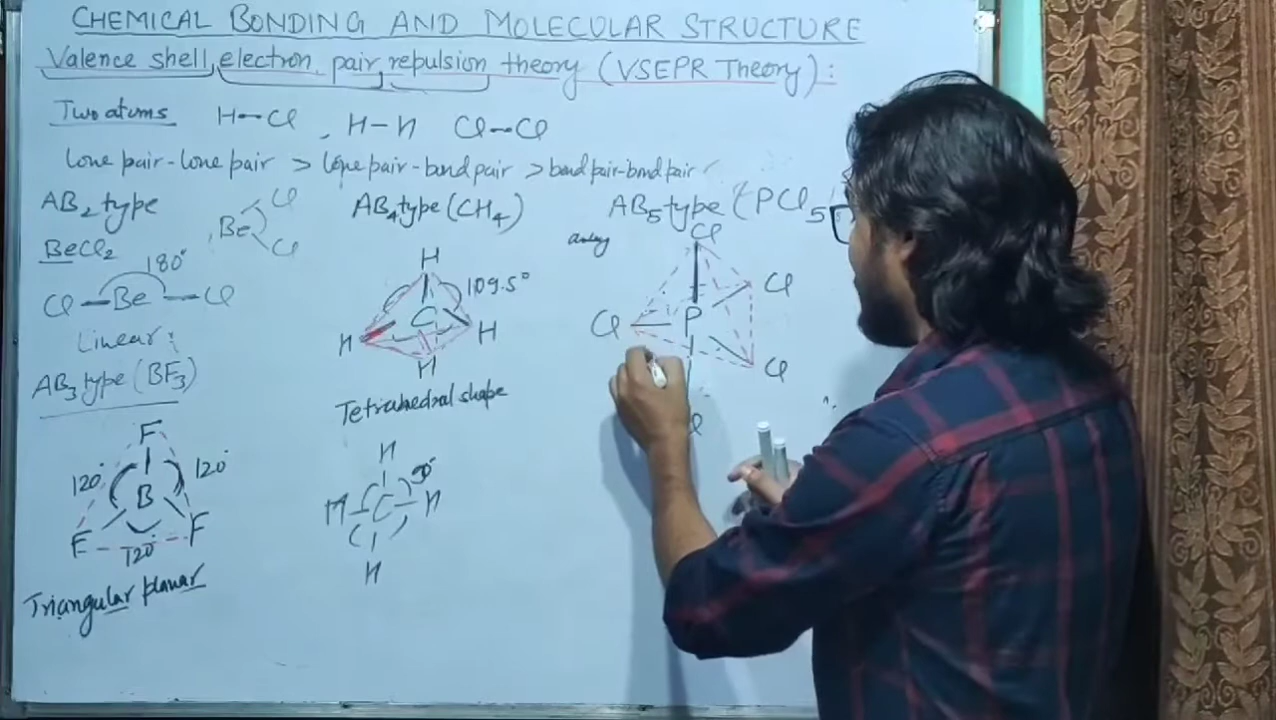 CHEMICAL BONDING AND MOLECULAR STRUCTURE
Valence shell electron pair repulsion theory (VSEPR Theory) :
Two atoms H-Cl , H-H Cl-Cl
Lone pair-lone pair > Lone pair-bond pair > bond pair-bond pair
AB2 type
BeCl2
Cl
Be
Cl
180°
Cl-Be-Cl
Linear:
AB3 type (BF3)
F
120° 120°
B
F F
120°
Triangular planar
AB4 type (CH4)
H
109.5°
C
H H
H
Tetrahedral shape
H
90°
H C H
H
AB5 type (PCl5
Cl
Cl
Cl P
Cl